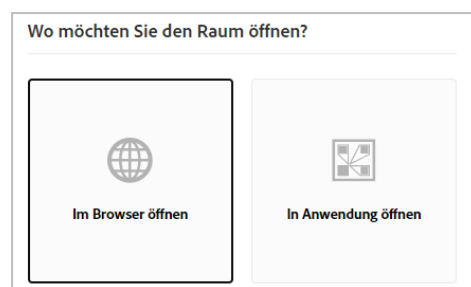 Wo möchten Sie den Raum öffnen?
Im Browser öffnen
In Anwendung öffnen